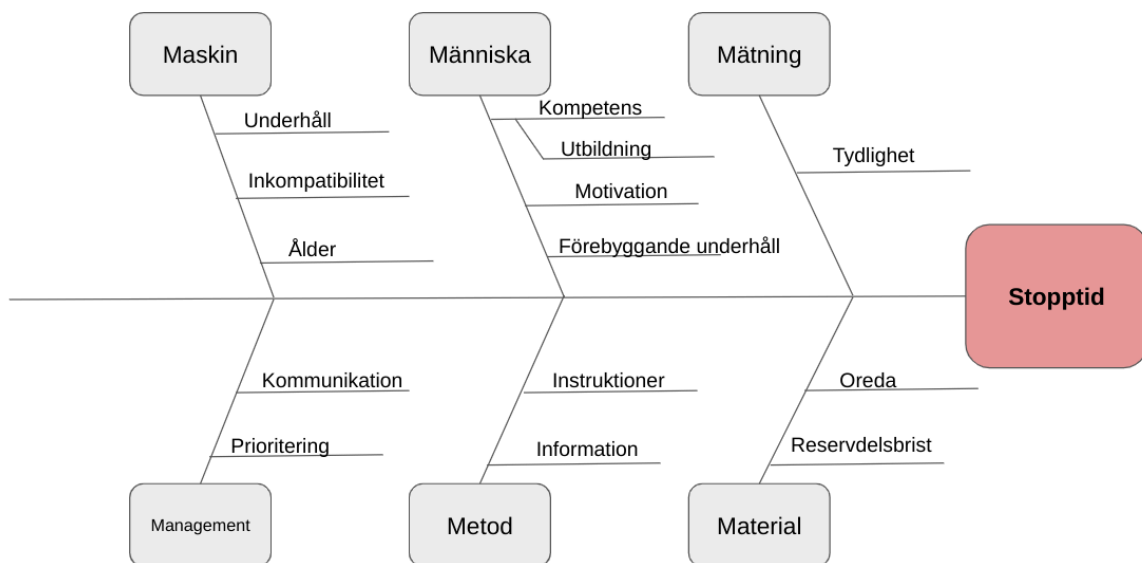 Maskin
Människa
Mätning
Underhåll
Inkompatibilitet
Ålder
Kompetens
Utbildning
Motivation
Förebyggande underhåll
Tydlighet
Stopptid
Kommunikation
Prioritering
Instruktioner
Information
Oreda
Reservdelsbrist
Management
Metod
Material